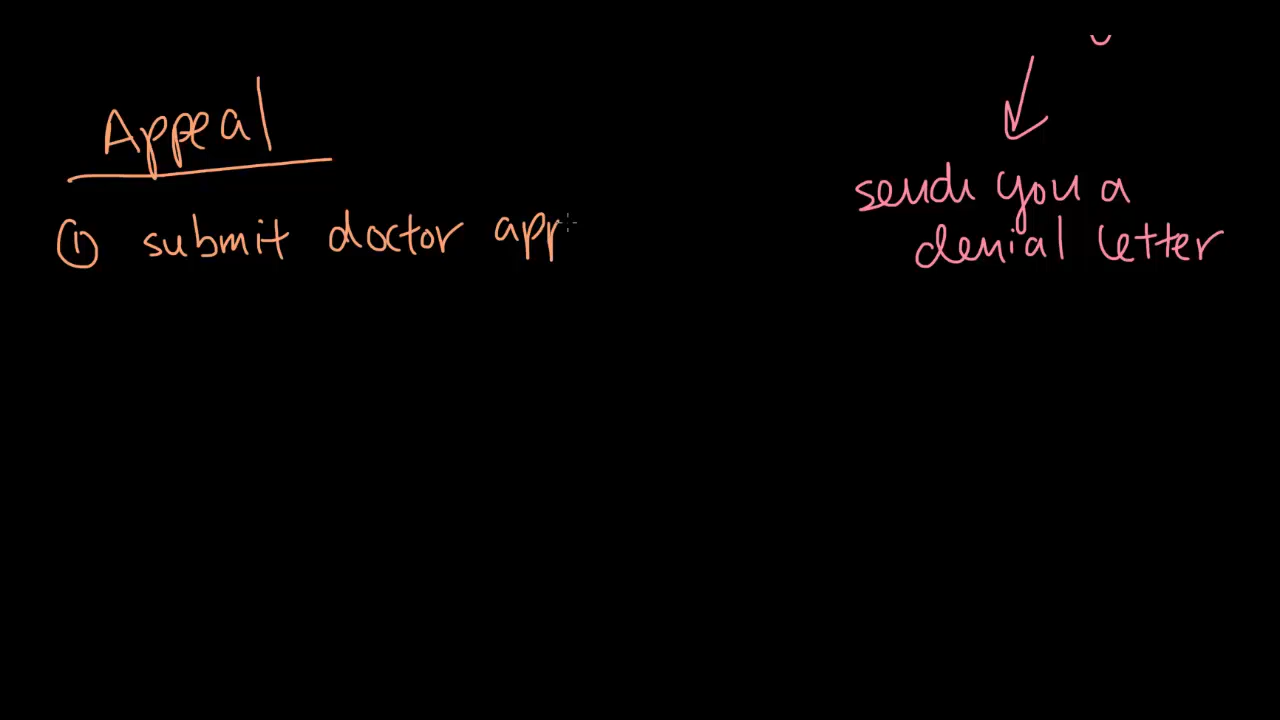 Appeal
① submit doctor app
sends you a
denial letter